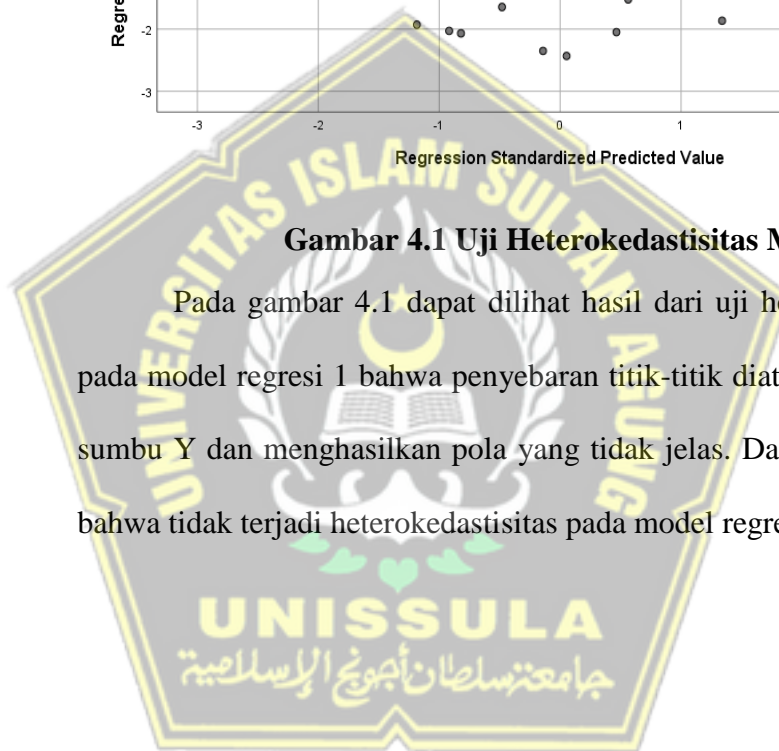 Regre
-2
-3
-3 -2 -1 0 1
Regression Standardized Predicted Value
Gambar 4.1 Uji Heterokedastisitas M
Pada gambar 4.1 dapat dilihat hasil dari uji h
pada model regresi 1 bahwa penyebaran titik-titik diat
sumbu Y dan menghasilkan pola yang tidak jelas. Da
bahwa tidak terjadi heterokedastisitas pada model regre
UNIVERSITAS ISLAM SULTAN AGUNG
UNISSULA
جامعة سلطان أجونج الإسلامية